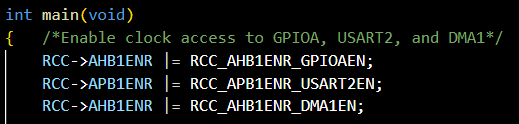 int main(void)
{   /*Enable clock access to GPIOA, USART2, and DMA1*/
    RCC->AHB1ENR |= RCC_AHB1ENR_GPIOAEN;
    RCC->APB1ENR |= RCC_APB1ENR_USART2EN;
    RCC->AHB1ENR |= RCC_AHB1ENR_DMA1EN;